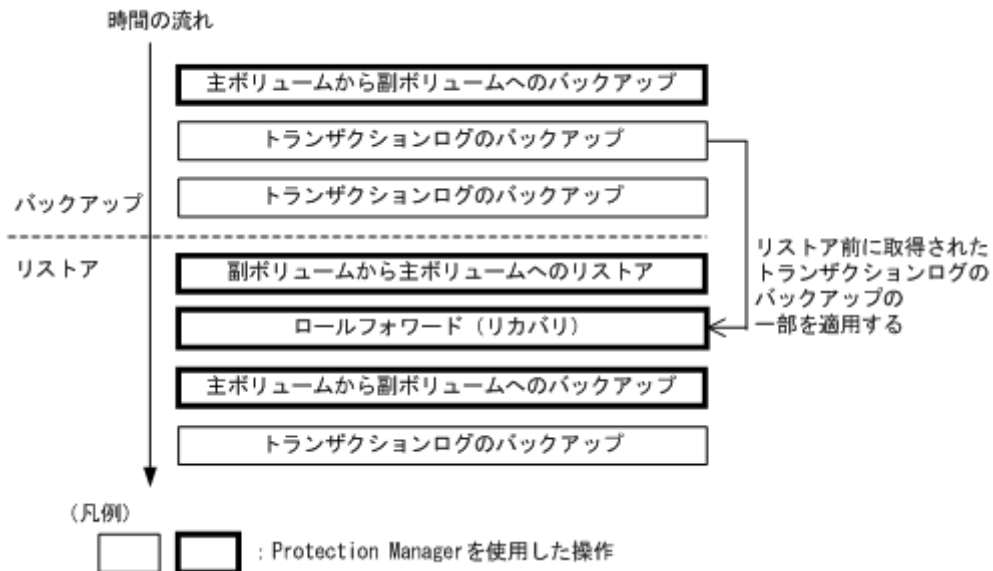 時間の流れ
主ボリュームから副ボリュームへのバックアップ
トランザクションログのバックアップ
トランザクションログのバックアップ
バックアップ
リストア
副ボリュームから主ボリュームへのリストア
ロールフォワード（リカバリ）
リストア前に取得された
トランザクションログの
バックアップの
一部を適用する
主ボリュームから副ボリュームへのバックアップ
トランザクションログのバックアップ
（凡例）
：Protection Managerを使用した操作